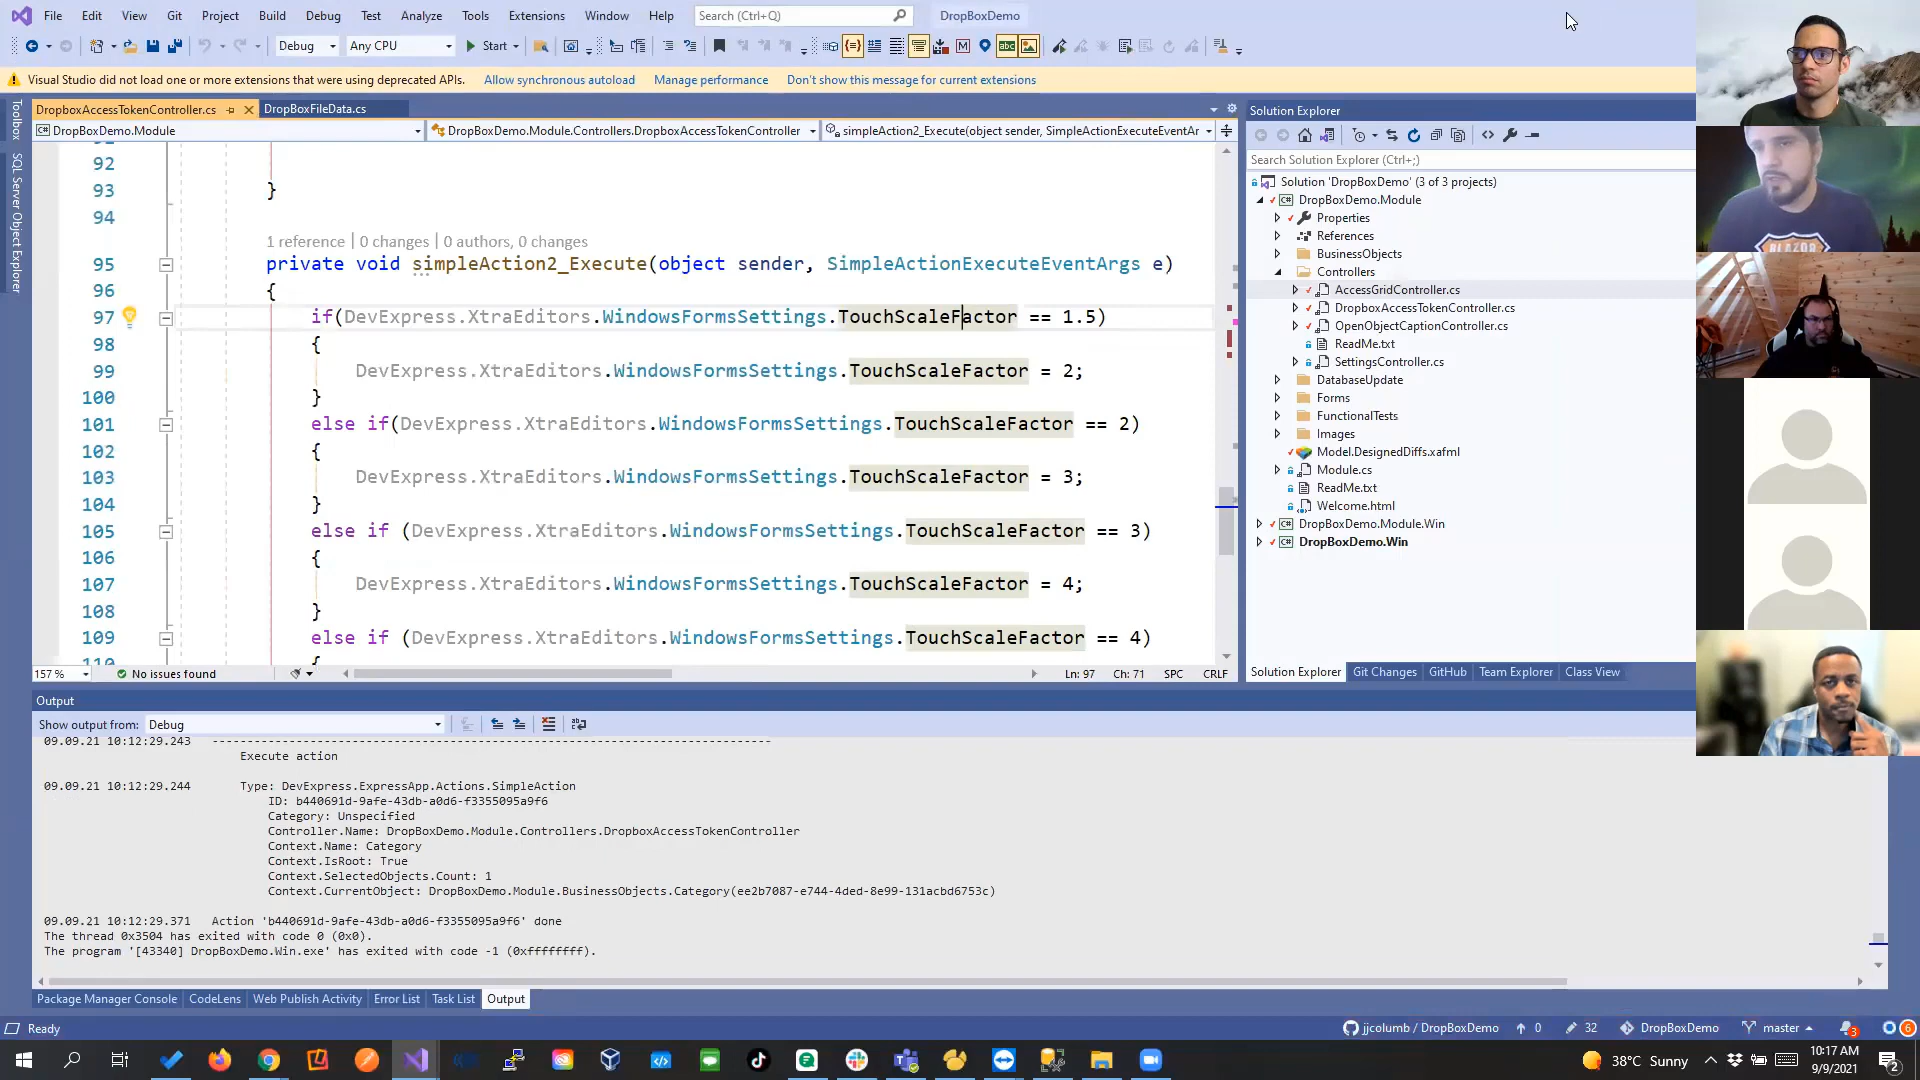 File Edit View Git Project Build Debug Test Analyze Tools Extensions Window Help Search (Ctrl+Q) DropBoxDemo
Debug Any CPU Start
Visual Studio did not load one or more extensions that were using deprecated APIs. Allow synchronous autoload Manage performance Don't show this message for current extensions
Toolbox
SQL Server Object Explorer
DropboxAccessTokenController.cs DropBoxFileData.cs
DropBoxDemo.Module DropBoxDemo.Module.Controllers.DropboxAccessTokenController simpleAction2_Execute(object sender, SimpleActionExecuteEventAr
92
93 }
94
1 reference | 0 changes | 0 authors, 0 changes
95 private void simpleAction2_Execute(object sender, SimpleActionExecuteEventArgs e)
96 {
97 if(DevExpress.XtraEditors.WindowsFormsSettings.TouchScaleFactor == 1.5)
98 {
99 DevExpress.XtraEditors.WindowsFormsSettings.TouchScaleFactor = 2;
100 }
101 else if(DevExpress.XtraEditors.WindowsFormsSettings.TouchScaleFactor == 2)
102 {
103 DevExpress.XtraEditors.WindowsFormsSettings.TouchScaleFactor = 3;
104 }
105 else if (DevExpress.XtraEditors.WindowsFormsSettings.TouchScaleFactor == 3)
106 {
107 DevExpress.XtraEditors.WindowsFormsSettings.TouchScaleFactor = 4;
108 }
109 else if (DevExpress.XtraEditors.WindowsFormsSettings.TouchScaleFactor == 4)
110 {
157 % No issues found Ln: 97 Ch: 71 SPC CRLF
Solution Explorer
Search Solution Explorer (Ctrl+;)
Solution 'DropBoxDemo' (3 of 3 projects)
DropBoxDemo.Module
Properties
References
BusinessObjects
Controllers
AccessGridController.cs
DropboxAccessTokenController.cs
OpenObjectCaptionController.cs
ReadMe.txt
SettingsController.cs
DatabaseUpdate
Forms
FunctionalTests
Images
Model.DesignedDiffs.xafml
Module.cs
ReadMe.txt
Welcome.html
DropBoxDemo.Module.Win
DropBoxDemo.Win
Solution Explorer Git Changes GitHub Team Explorer Class View
BLAZOR
Output
Show output from: Debug
09.09.21 10:12:29.243 --------------------------------------------------------------------------------
Execute action
09.09.21 10:12:29.244 Type: DevExpress.ExpressApp.Actions.SimpleAction
ID: b440691d-9afe-43db-a0d6-f3355095a9f6
Category: Unspecified
Controller.Name: DropBoxDemo.Module.Controllers.DropboxAccessTokenController
Context.Name: Category
Context.IsRoot: True
Context.SelectedObjects.Count: 1
Context.CurrentObject: DropBoxDemo.Module.BusinessObjects.Category(ee2b7087-e744-4ded-8e99-131acbd6753c)
09.09.21 10:12:29.371 Action 'b440691d-9afe-43db-a0d6-f3355095a9f6' done
The thread 0x3504 has exited with code 0 (0x0).
The program '[43340] DropBoxDemo.Win.exe' has exited with code -1 (0xffffffff).
Package Manager Console CodeLens Web Publish Activity Error List Task List Output
Ready jjcolumb / DropBoxDemo 0 32 DropBoxDemo master 3 6
38°C Sunny 10:17 AM
9/9/2021 2